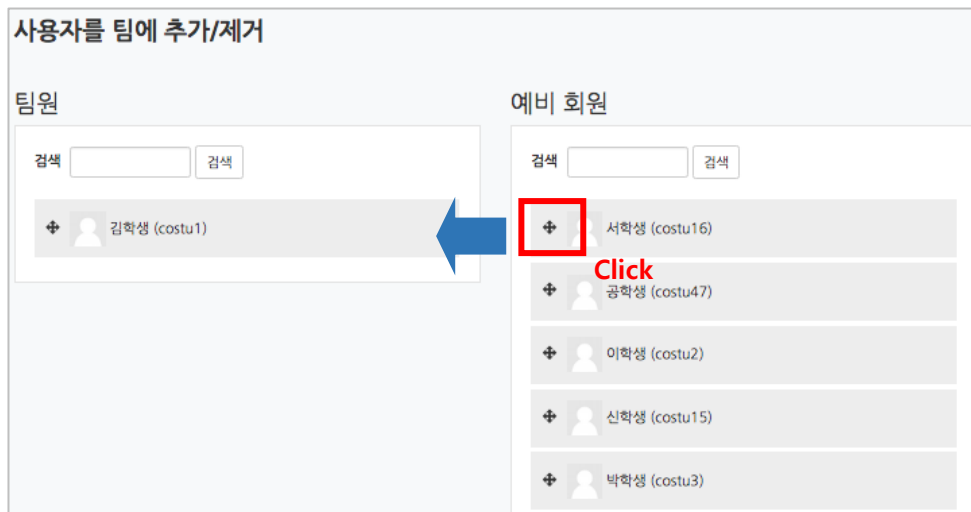 사용자를 팀에 추가/제거
팀원
검색 검색
김학생 (costu1)
예비 회원
검색 검색
서학생 (costu16)
Click
공학생 (costu47)
이학생 (costu2)
신학생 (costu15)
박학생 (costu3)